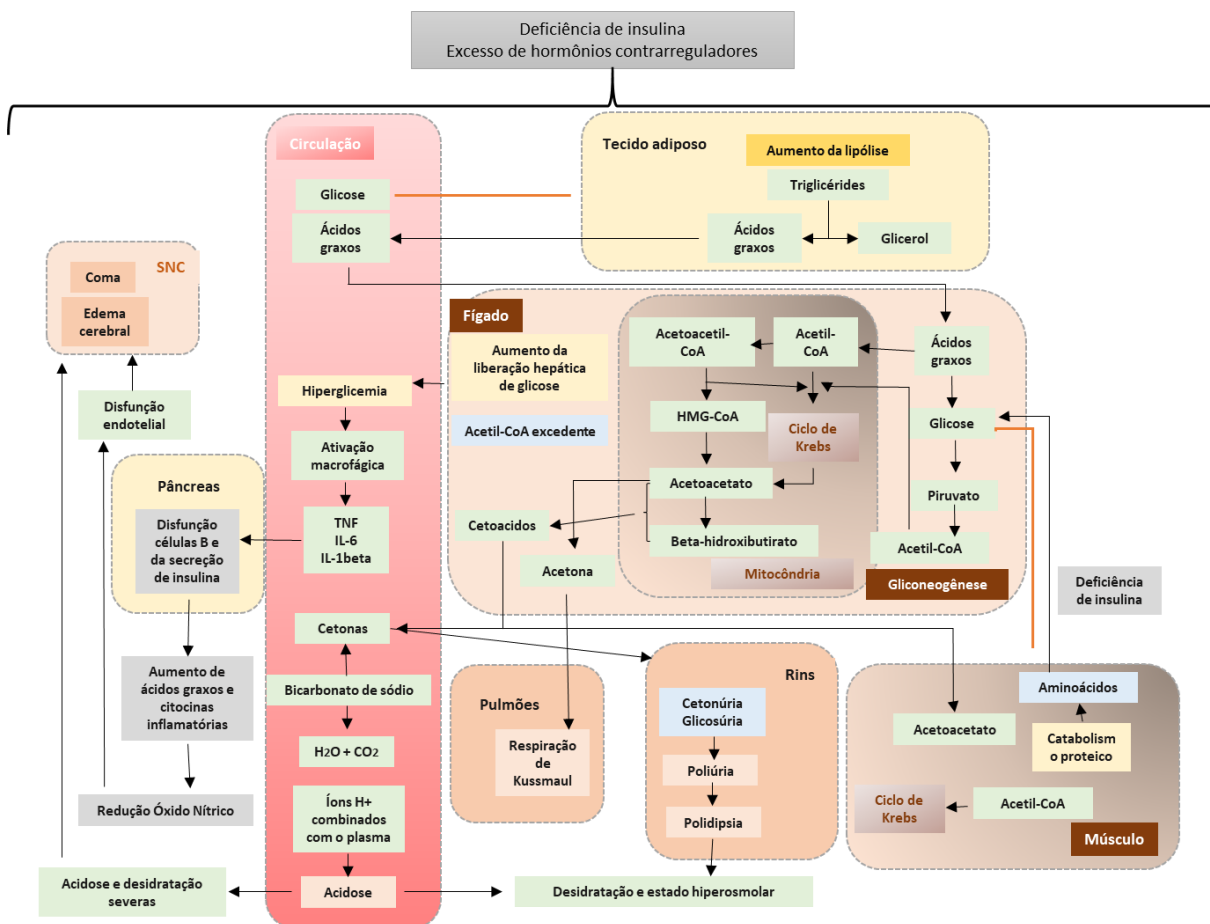 Deficiência de insulina
Excesso de hormônios contrarreguladores
Circulação
Glicose
Ácidos
graxos
Hiperglicemia
Ativação
macrofágica
TNF
IL-6
IL-1beta
Cetonas
Bicarbonato de sódio
H2O + CO2
Íons H+
combinados
com o plasma
Acidose
Tecido adiposo
Aumento da lipólise
Triglicérides
Ácidos
graxos
Glicerol
SNC
Coma
Edema
cerebral
Disfunção
endotelial
Pâncreas
Disfunção
células B e
da secreção
de insulina
Aumento de
ácidos graxos e
citocinas
inflamatórias
Redução Óxido Nítrico
Acidose e desidratação
severas
Fígado
Aumento da
liberação hepática
de glicose
Acetil-CoA excedente
Acetoacetil-
CoA
Acetil-
CoA
HMG-CoA
Ciclo de
Krebs
Acetoacetato
Beta-hidroxibutirato
Mitocôndria
Cetoacidos
Acetona
Ácidos
graxos
Glicose
Piruvato
Acetil-CoA
Gliconeogênese
Deficiência
de insulina
Pulmões
Respiração
de
Kussmaul
Rins
Cetonúria
Glicosúria
Poliúria
Polidipsia
Desidratação e estado hiperosmolar
Aminoácidos
Acetoacetato
Catabolism
o proteico
Ciclo de
Krebs
Acetil-CoA
Músculo